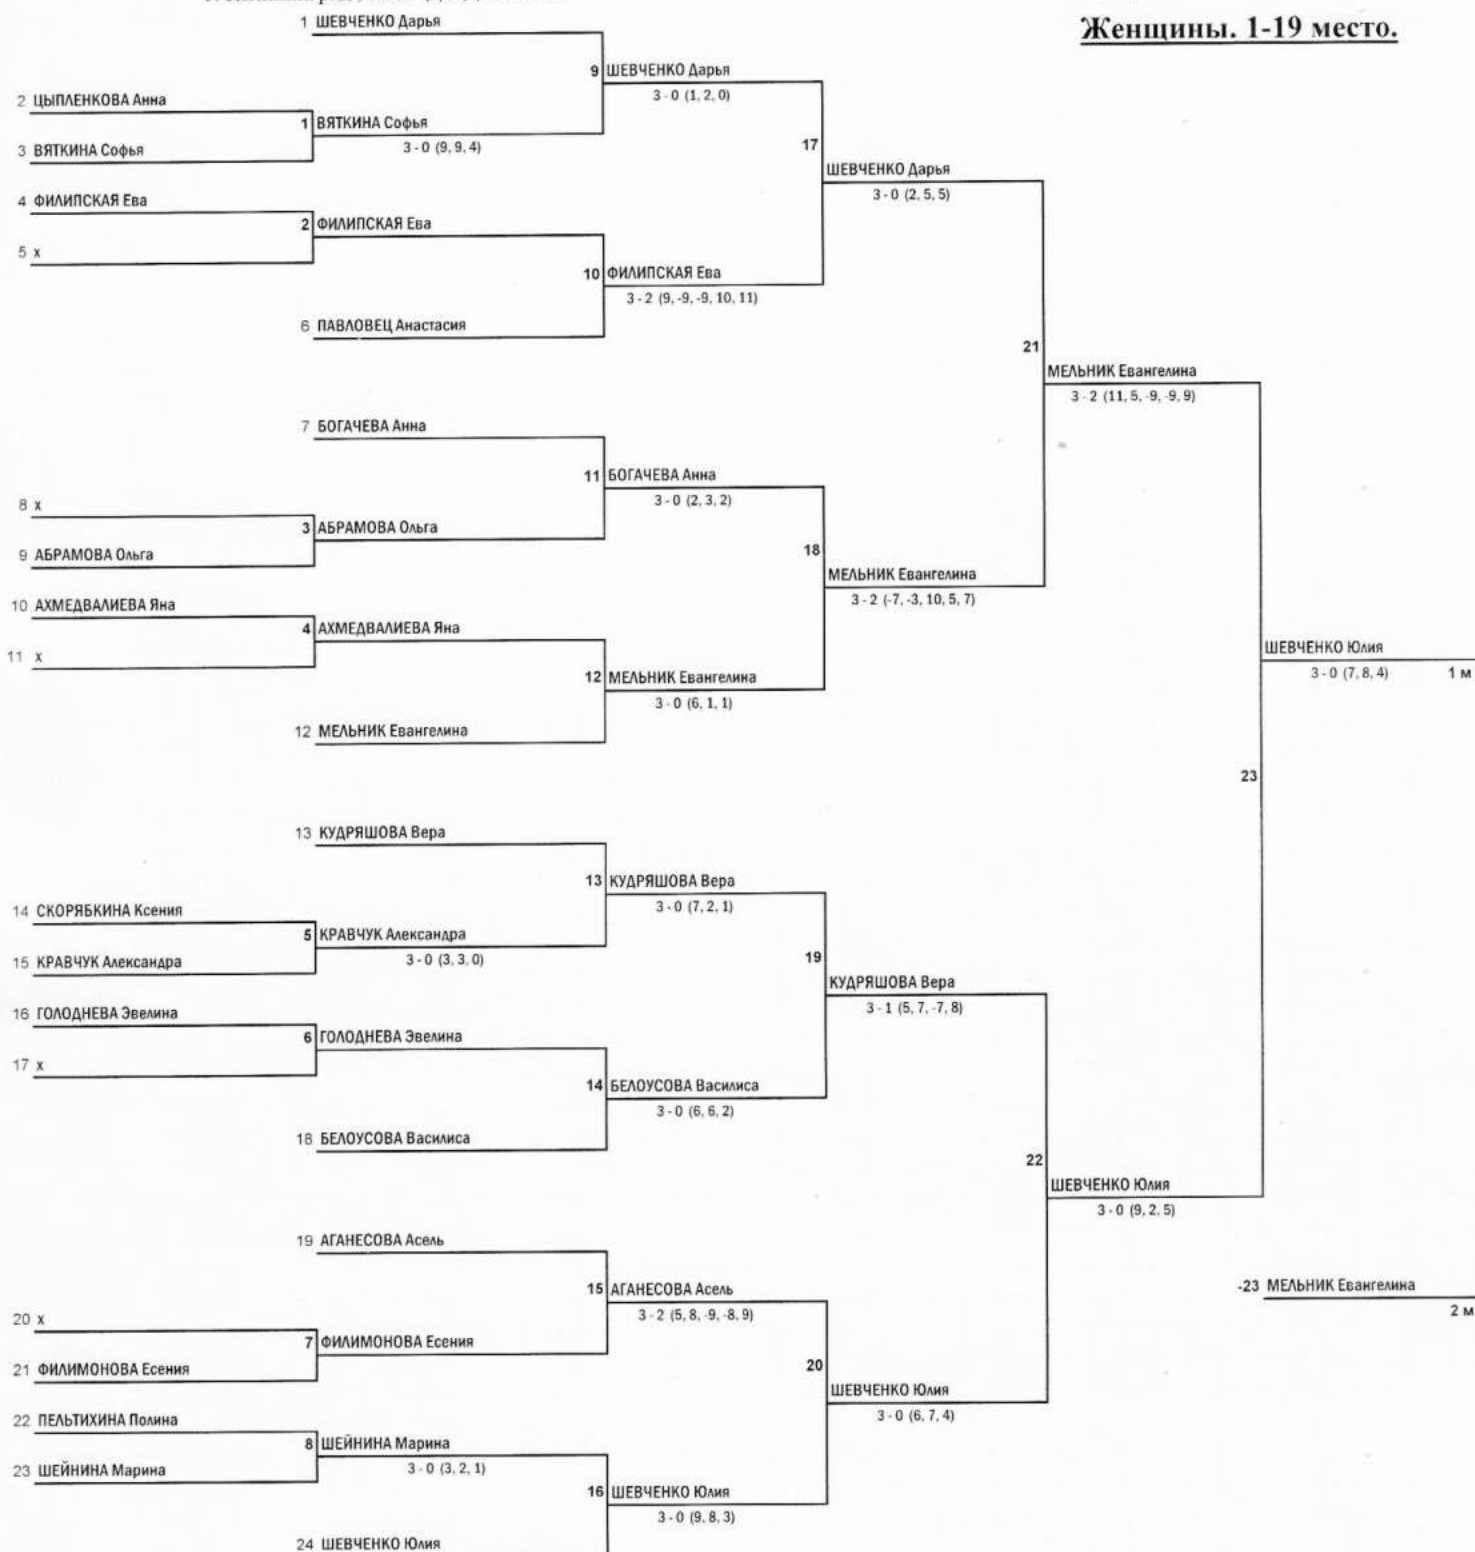 Женщины. 1-19 место.
1 ШЕВЧЕНКО Дарья
9 ШЕВЧЕНКО Дарья
3 - 0 (1, 2, 0)
2 ЦЫПЛЕНКОВА Анна
1 ВЯТКИНА Софья
3 - 0 (9, 9, 4)
3 ВЯТКИНА Софья
17
ШЕВЧЕНКО Дарья
3 - 0 (2, 5, 5)
4 ФИЛИПСКАЯ Ева
2 ФИЛИПСКАЯ Ева
5 х
10 ФИЛИПСКАЯ Ева
3 - 2 (9, -9, -9, 10, 11)
6 ПАВЛОВЕЦ Анастасия
21
МЕЛЬНИК Евангелина
3 - 2 (11, 5, -9, -9, 9)
7 БОГАЧЕВА Анна
11 БОГАЧЕВА Анна
3 - 0 (2, 3, 2)
8 х
3 АБРАМОВА Ольга
9 АБРАМОВА Ольга
18
МЕЛЬНИК Евангелина
3 - 2 (-7, -3, 10, 5, 7)
10 АХМЕДВАЛИЕВА Яна
4 АХМЕДВАЛИЕВА Яна
11 х
12 МЕЛЬНИК Евангелина
3 - 0 (6, 1, 1)
12 МЕЛЬНИК Евангелина
ШЕВЧЕНКО Юлия
3 - 0 (7, 8, 4) 1 м
23
13 КУДРЯШОВА Вера
13 КУДРЯШОВА Вера
3 - 0 (7, 2, 1)
14 СКОРЯБКИНА Ксения
5 КРАВЧУК Александра
3 - 0 (3, 3, 0)
15 КРАВЧУК Александра
19
КУДРЯШОВА Вера
3 - 1 (5, 7, -7, 8)
16 ГОЛОДНЕВА Эвелина
6 ГОЛОДНЕВА Эвелина
17 х
14 БЕЛОУСОВА Василиса
3 - 0 (6, 6, 2)
18 БЕЛОУСОВА Василиса
22
ШЕВЧЕНКО Юлия
3 - 0 (9, 2, 5)
19 АГАНЕСОВА Асель
15 АГАНЕСОВА Асель
3 - 2 (5, 8, -9, -8, 9)
-23 МЕЛЬНИК Евангелина
2 м
20 х
7 ФИЛИМОНОВА Есения
21 ФИЛИМОНОВА Есения
20
ШЕВЧЕНКО Юлия
3 - 0 (6, 7, 4)
22 ПЕЛЬТИХИНА Полина
8 ШЕЙНИНА Марина
3 - 0 (3, 2, 1)
23 ШЕЙНИНА Марина
16 ШЕВЧЕНКО Юлия
3 - 0 (9, 8, 3)
24 ШЕВЧЕНКО Юлия